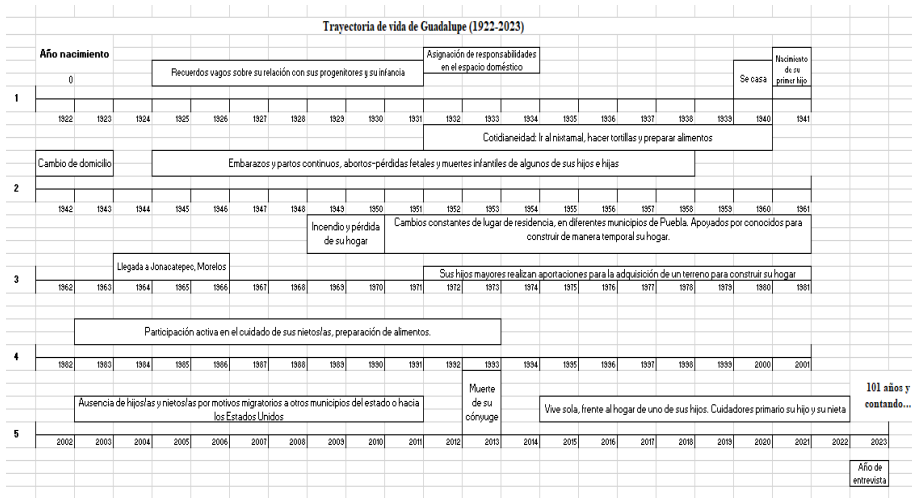 Trayectoria de vida de Guadalupe (1922-2023)
Año nacimiento
0
Recuerdos vagos sobre su relación con sus progenitores y su infancia
Asignación de responsabilidades
en el espacio doméstico
Se casa
Nacimiento
de su
primer hijo
1
1922 1923 1924 1925 1926 1927 1928 1929 1930 1931 1932 1933 1934 1935 1936 1937 1938 1939 1940 1941
Cotidianeidad: Ir al nixtamal, hacer tortillas y preparar alimentos
Cambio de domicilio
Embarazos y partos continuos, abortos-pérdidas fetales y muertes infantiles de algunos de sus hijos e hijas
2
1942 1943 1944 1945 1946 1947 1948 1949 1950 1951 1952 1953 1954 1955 1956 1957 1958 1959 1960 1961
Incendio y pérdida
de su hogar
Cambios constantes de lugar de residencia, en diferentes municipios de Puebla. Apoyados por conocidos para
construir de manera temporal su hogar.
Llegada a Jonacatepec, Morelos
Sus hijos mayores realizan aportaciones para la adquisición de un terreno para construir su hogar
3
1962 1963 1964 1965 1966 1967 1968 1969 1970 1971 1972 1973 1974 1975 1976 1977 1978 1979 1980 1981
Participación activa en el cuidado de sus nietos/as, preparación de alimentos.
4
1982 1983 1984 1985 1986 1987 1988 1989 1990 1991 1992 1993 1994 1995 1996 1997 1998 1999 2000 2001
Ausencia de hijos/as y nietos/as por motivos migratorios a otros municipios del estado o hacia
los Estados Unidos
Muerte
de su
cónyuge
Vive sola, frente al hogar de uno de sus hijos. Cuidadores primario su hijo y su nieta
101 años y
contando...
5
2002 2003 2004 2005 2006 2007 2008 2009 2010 2011 2012 2013 2014 2015 2016 2017 2018 2019 2020 2021 2022 2023
Año de
entrevista